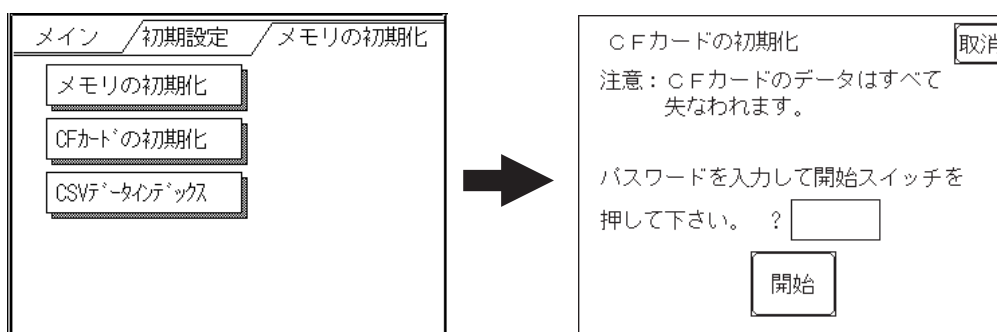 メイン 初期設定 メモリの初期化
メモリの初期化
CFｶｰﾄﾞの初期化
CSVﾃﾞｰﾀｲﾝﾃﾞｯｸｽ
ＣＦカードの初期化 取消
注意：ＣＦカードのデータはすべて
失なわれます。
パスワードを入力して開始スイッチを
押して下さい。 ？
開始